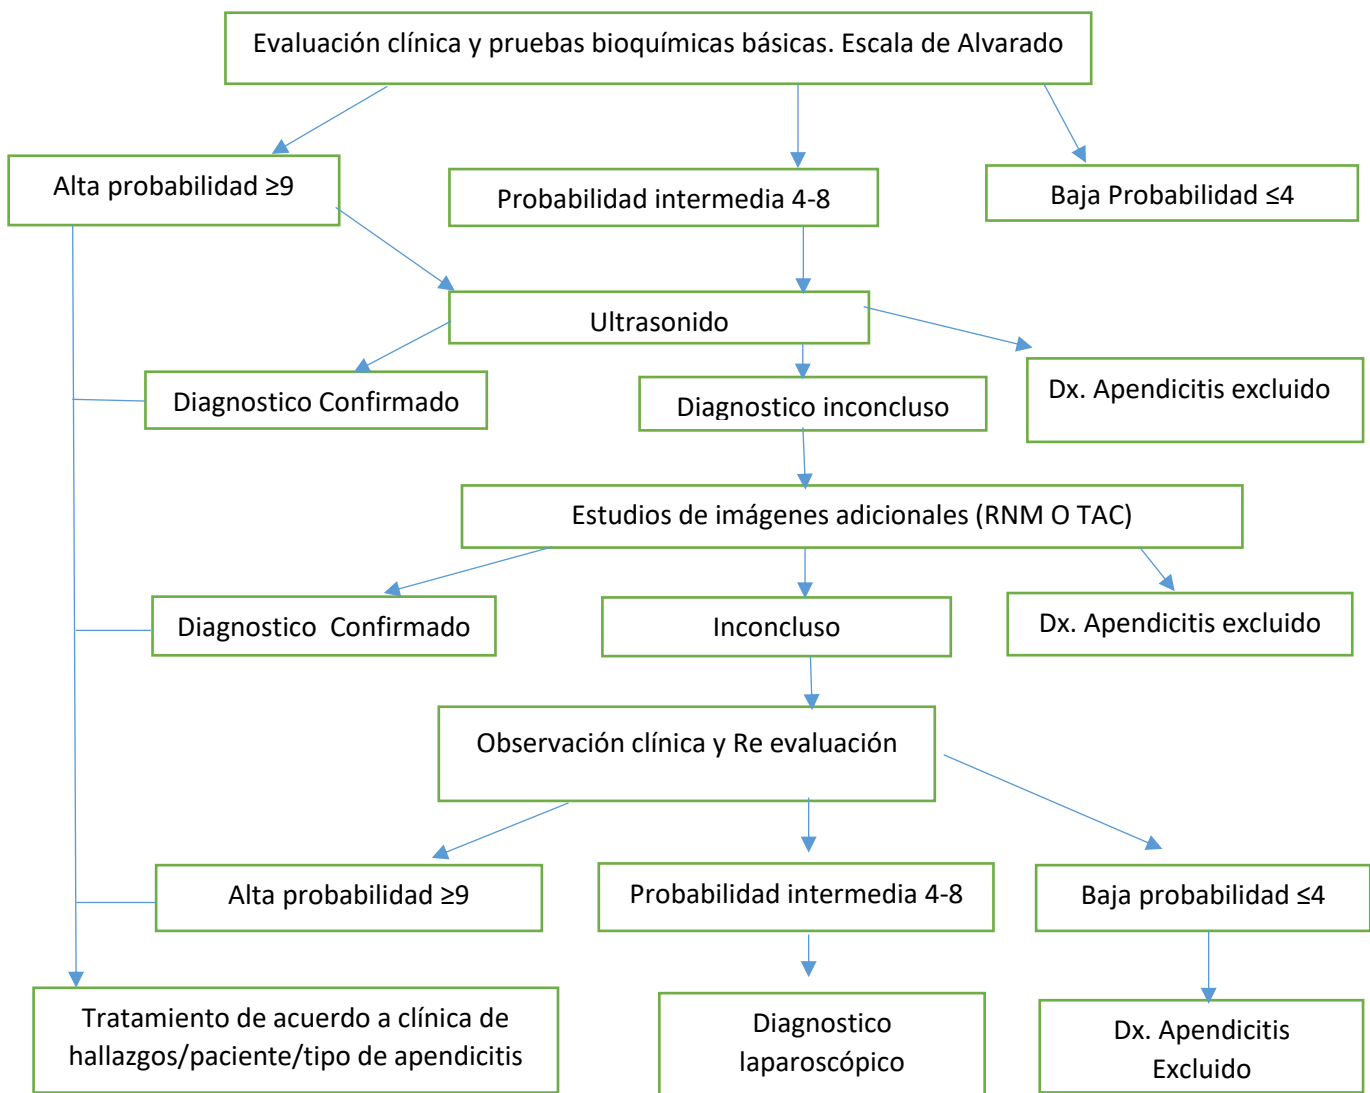 Evaluación clínica y pruebas bioquímicas básicas. Escala de Alvarado
Alta probabilidad ≥9
Probabilidad intermedia 4-8
Baja Probabilidad ≤4
Ultrasonido
Diagnostico Confirmado
Diagnostico inconcluso
Dx. Apendicitis excluido
Estudios de imágenes adicionales (RNM O TAC)
Diagnostico  Confirmado
Inconcluso
Dx. Apendicitis excluido
Observación clínica y Re evaluación
Alta probabilidad ≥9
Probabilidad intermedia 4-8
Baja probabilidad ≤4
Tratamiento de acuerdo a clínica de
hallazgos/paciente/tipo de apendicitis
Diagnostico
laparoscópico
Dx. Apendicitis
Excluido